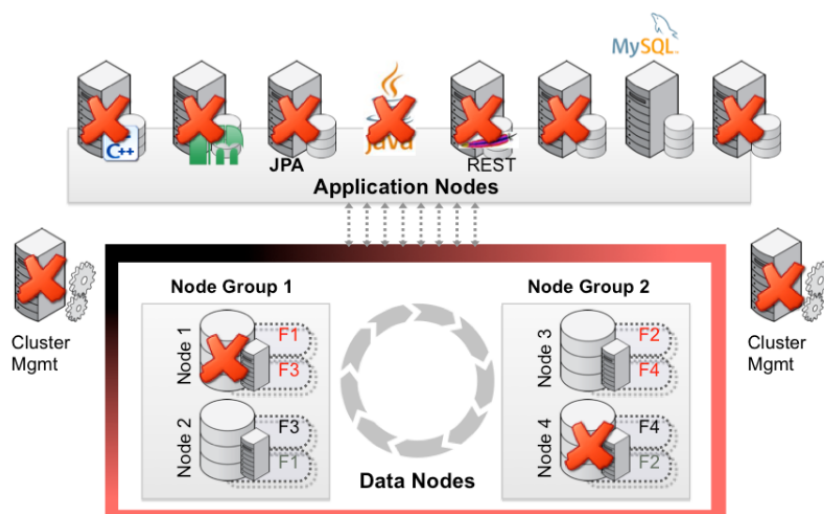 MySQL
C++
JPA
Java
REST
Application Nodes
Cluster
Mgmt
Node Group 1
Node 1
F1
F3
Node 2
F3
F1
Data Nodes
Node Group 2
Node 3
F2
F4
Node 4
F4
F2
Cluster
Mgmt